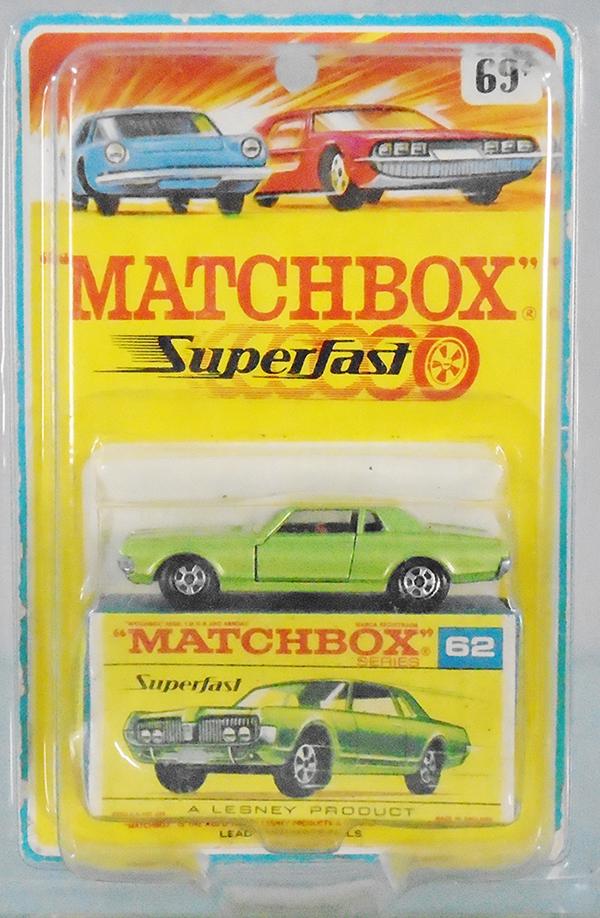 69¢
"MATCHBOX"®
Superfast
"MATCHBOX"®
SERIES
62
Superfast
A LESNEY PRODUCT